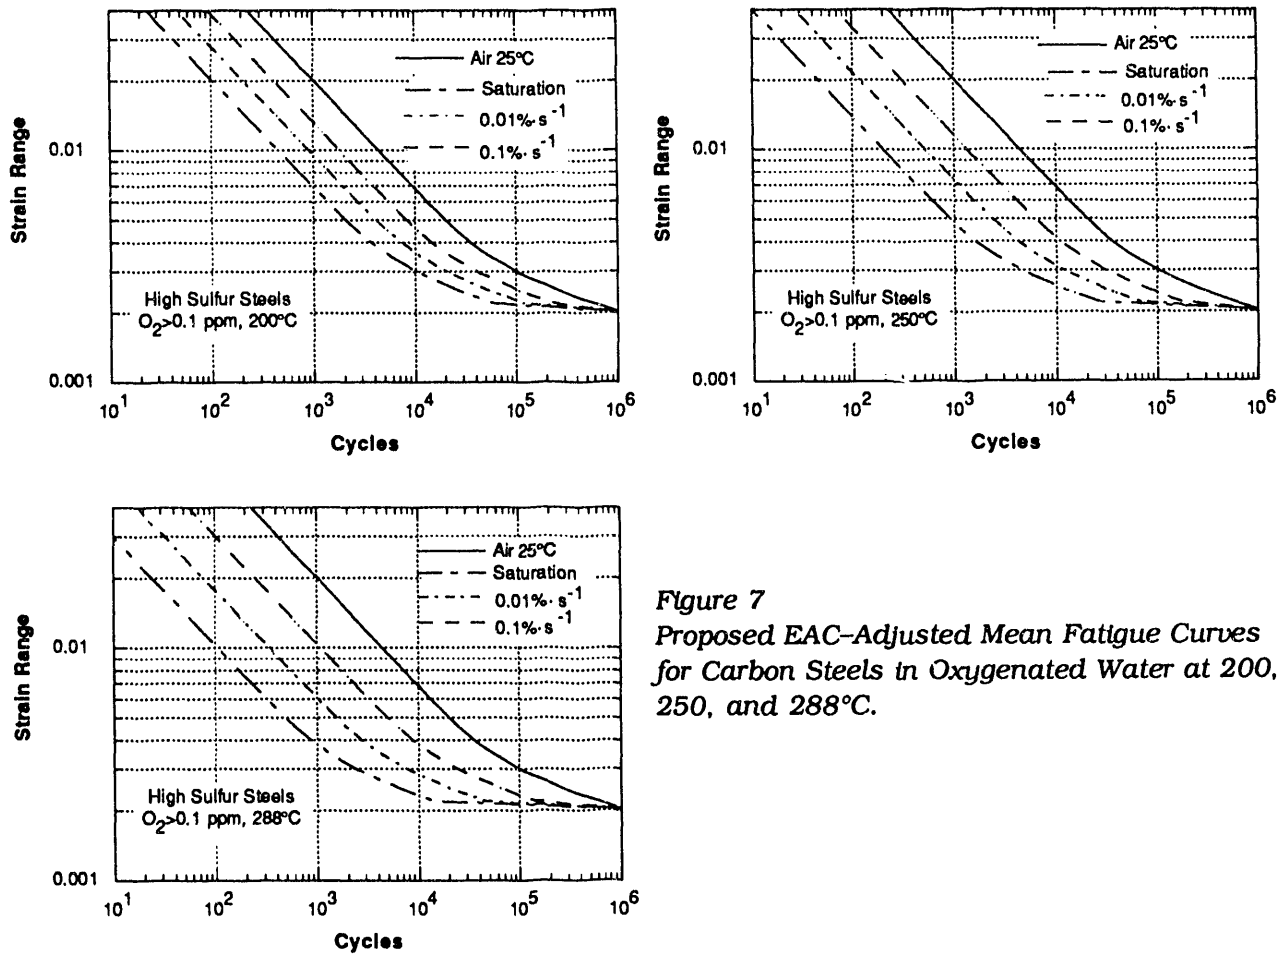 Air 25°C
Saturation
0.01%·s⁻¹
0.1%·s⁻¹
0.01
Strain Range
High Sulfur Steels
O₂>0.1 ppm, 200°C
0.001
10¹ 10² 10³ 10⁴ 10⁵ 10⁶
Cycles
Air 25°C
Saturation
0.01%·s⁻¹
0.1%·s⁻¹
0.01
Strain Range
High Sulfur Steels
O₂>0.1 ppm, 250°C
0.001
10¹ 10² 10³ 10⁴ 10⁵ 10⁶
Cycles
Air 25°C
Saturation
0.01%·s⁻¹
0.1%·s⁻¹
0.01
Strain Range
High Sulfur Steels
O₂>0.1 ppm, 288°C
0.001
10¹ 10² 10³ 10⁴ 10⁵ 10⁶
Cycles
Figure 7
Proposed EAC–Adjusted Mean Fatigue Curves
for Carbon Steels in Oxygenated Water at 200,
250, and 288°C.